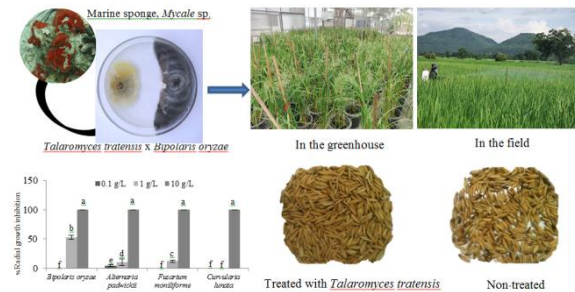 Marine sponge, Mycale sp.
Talaromyces tratensis x Bipolaris oryzae
In the greenhouse
In the field
0.1 g/L 1 g/L 10 g/L
%Radial growth inhibition
100
50
0
f b a
e d a
f c a
f f a
Bipolaris oryzae
Alternaria padwickii
Fusarium moniliforme
Curvularia lunata
Treated with Talaromyces tratensis
Non-treated